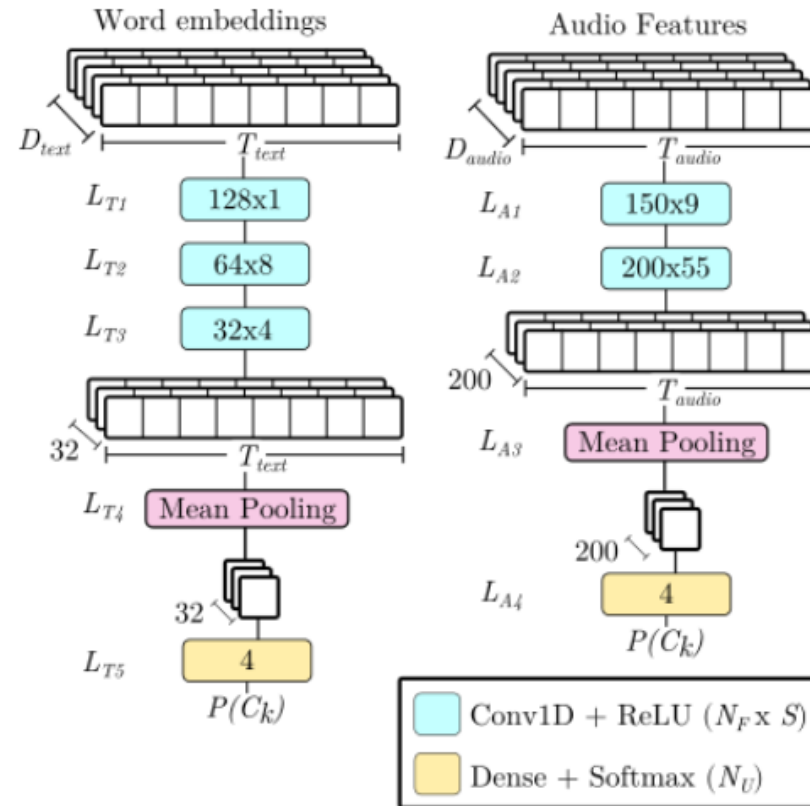 Word embeddings
D_text
T_text
L_T1
128x1
L_T2
64x8
L_T3
32x4
32
T_text
L_T4
Mean Pooling
32
L_T5
4
P(C_k)
Audio Features
D_audio
T_audio
L_A1
150x9
L_A2
200x55
200
T_audio
L_A3
Mean Pooling
200
L_A4
4
P(C_k)
Conv1D + ReLU (N_F x S)
Dense + Softmax (N_U)